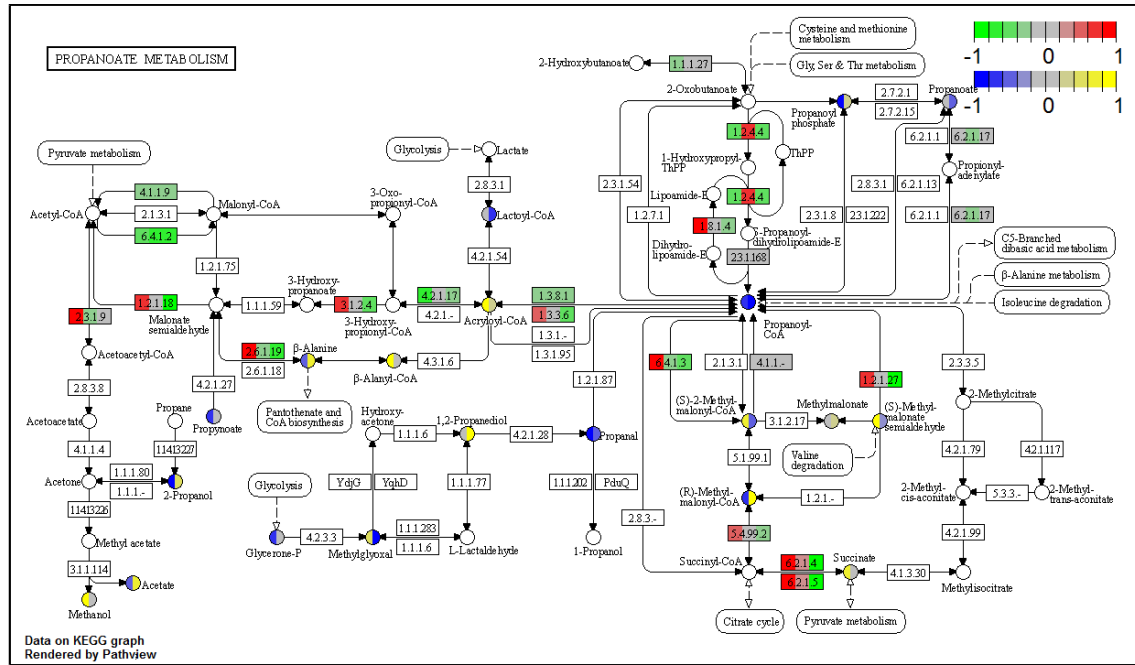 PROPANOATE METABOLISM
-1 0 1
-1 0 1
Cysteine and methionine
metabolism
Gly, Ser & Thr metabolism
2-Hydroxybutanoate
1.1.1.27
2-Oxobutanoate
Propanoyl
phosphate
2.7.2.1
2.7.2.15
Propanoate
1.2.4.4
ThPP
1-Hydroxypropyl-
ThPP
6.2.1.1
6.2.1.17
Propionyl-
adenylate
2.3.1.54
2.8.3.1
6.2.1.13
Lipoamide-E
1.2.4.4
1.2.7.1
2.3.1.8
2.3.1.222
6.2.1.1
6.2.1.17
1.8.1.4
S-Propanoyl-
dihydrolipoamide-E
Dihydro-
lipoamide-E
2.3.1.168
C5-Branched
dibasic acid metabolism
β-Alanine metabolism
Isoleucine degradation
Propanoyl-CoA
Pyruvate metabolism
Glycolysis
Lactate
4.1.1.9
2.8.3.1
Acetyl-CoA
2.1.3.1
Malonyl-CoA
3-Oxo-
propionyl-CoA
Lactoyl-CoA
6.4.1.2
4.2.1.54
1.2.1.75
3-Hydroxy-
propanoate
1.2.1.18
1.1.1.59
3.1.2.4
4.2.1.17
4.2.1.-
1.3.8.1
1.3.3.6
1.3.1.-
1.3.1.95
2.3.1.9
Malonate
semialdehyde
3-Hydroxy-
propionyl-CoA
Acryloyl-CoA
Acetoacetyl-CoA
2.6.1.19
2.6.1.18
β-Alanine
4.3.1.6
β-Alanyl-CoA
1.2.1.87
2.8.3.8
4.2.1.27
Propane
Acetoacetate
Propynoate
Pantothenate and
CoA biosynthesis
Hydroxy-
acetone
1.1.1.6
1,2-Propanediol
4.2.1.28
Propanal
4.1.1.4
1.14.13.227
Acetone
1.1.1.80
1.1.1.-
2-Propanol
Glycolysis
YdjG
YqhD
1.1.1.77
1.1.1.202
PduQ
1.14.13.226
Glycerone-P
4.2.3.3
Methylglyoxal
1.1.1.283
1.1.1.6
L-Lactaldehyde
1-Propanol
Methyl acetate
3.1.1.114
Acetate
Methanol
6.4.1.3
2.1.3.1
4.1.1.-
1.2.1.27
2.3.3.5
(S)-2-Methyl-
malonyl-CoA
3.1.2.17
Methylmalonate
(S)-Methyl-
malonate
semialdehyde
2-Methylcitrate
5.1.99.1
Valine
degradation
4.2.1.79
4.2.1.117
(R)-Methyl-
malonyl-CoA
1.2.1.-
2-Methyl-
cis-aconitate
5.3.3.-
2-Methyl-
trans-aconitate
2.8.3.-
5.4.99.2
4.2.1.99
Succinyl-CoA
6.2.1.4
6.2.1.5
Succinate
4.1.3.30
Methylisocitrate
Citrate cycle
Pyruvate metabolism
Data on KEGG graph
Rendered by Pathview